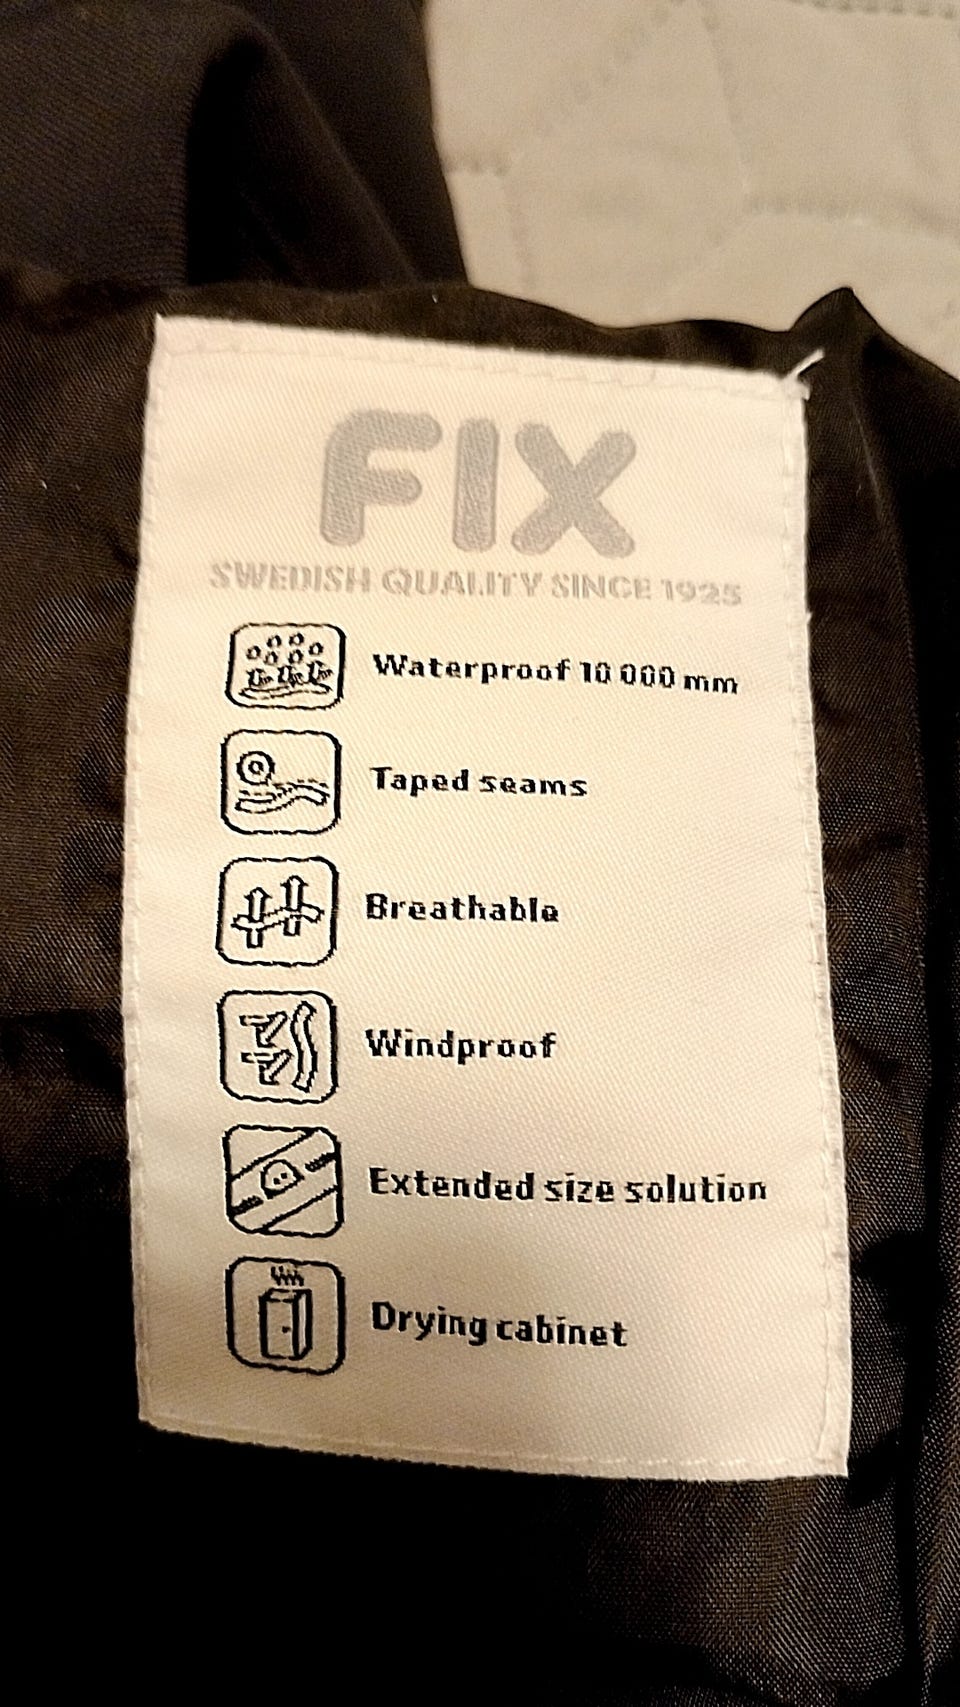 FIX
SWEDISH QUALITY SINCE 1925
Waterproof 10 000 mm
Taped seams
Breathable
Windproof
Extended size solution
Drying cabinet